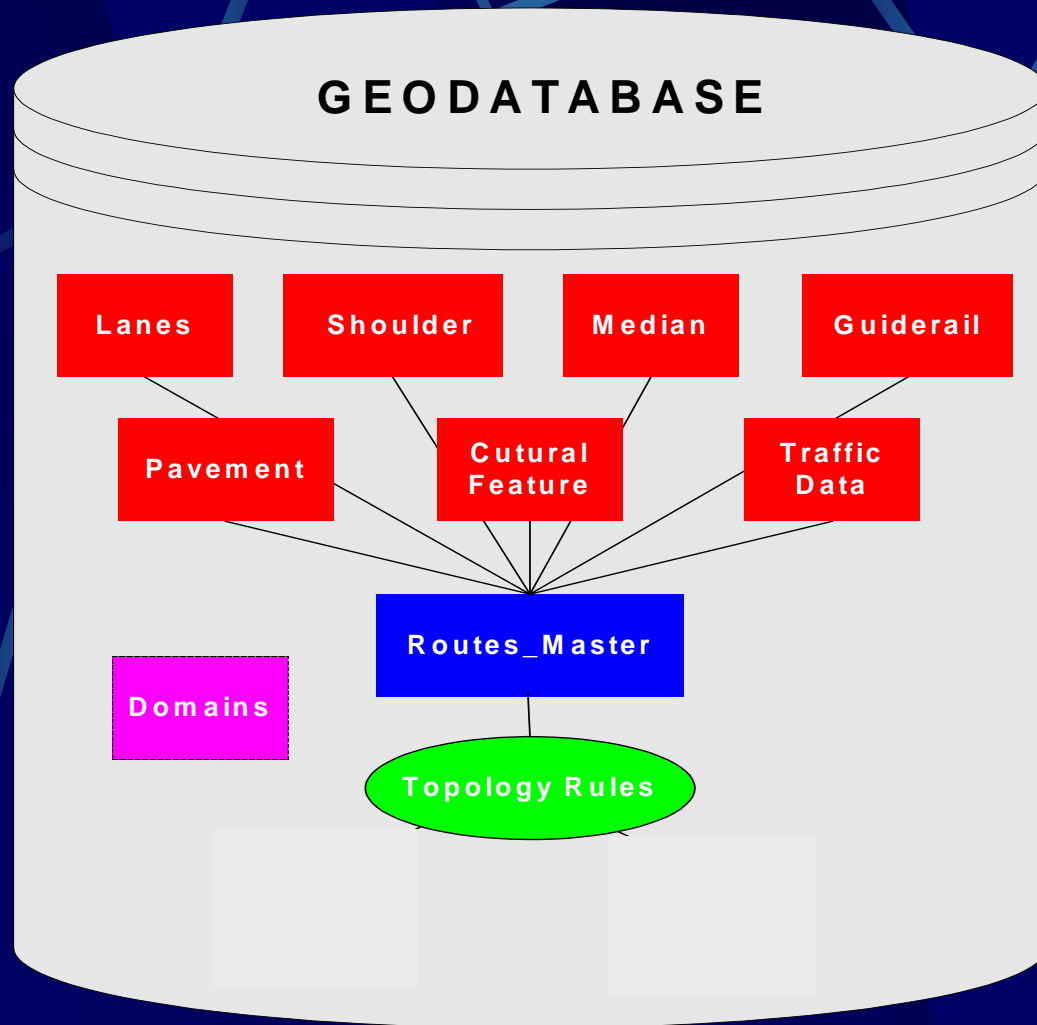 GEODATABASE
Lanes
Shoulder
Median
Guiderail
Pavement
Cutural
Feature
Traffic
Data
Routes_Master
Domains
Topology Rules